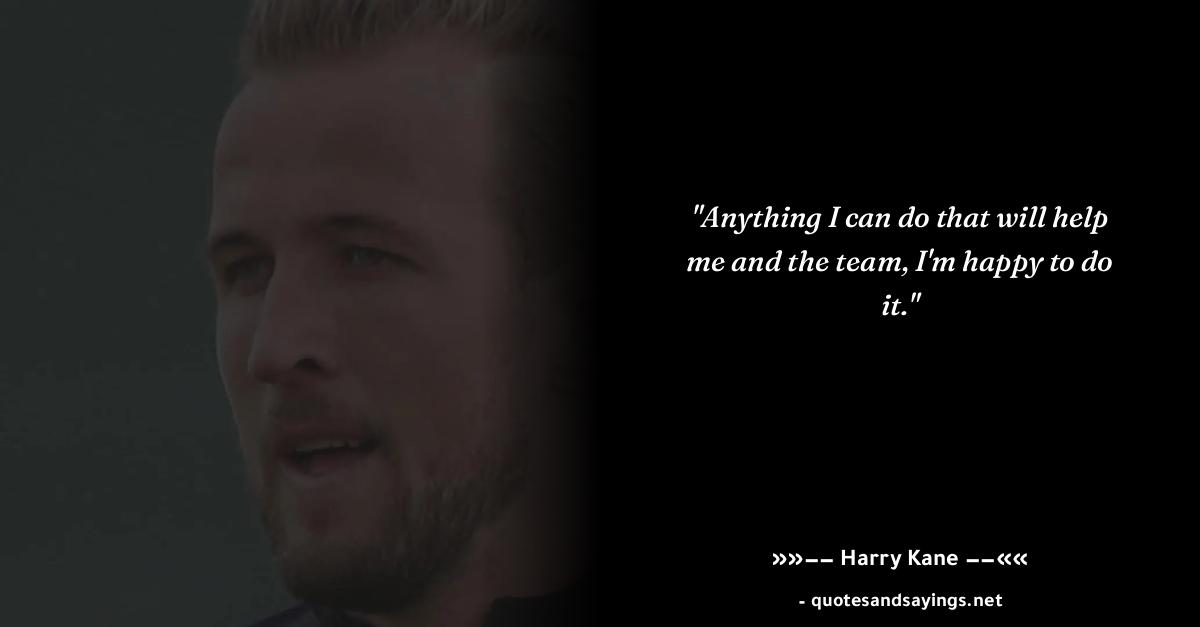 "Anything I can do that will help
me and the team, I'm happy to do
it."
»»−− Harry Kane −−««
- quotesandsayings.net